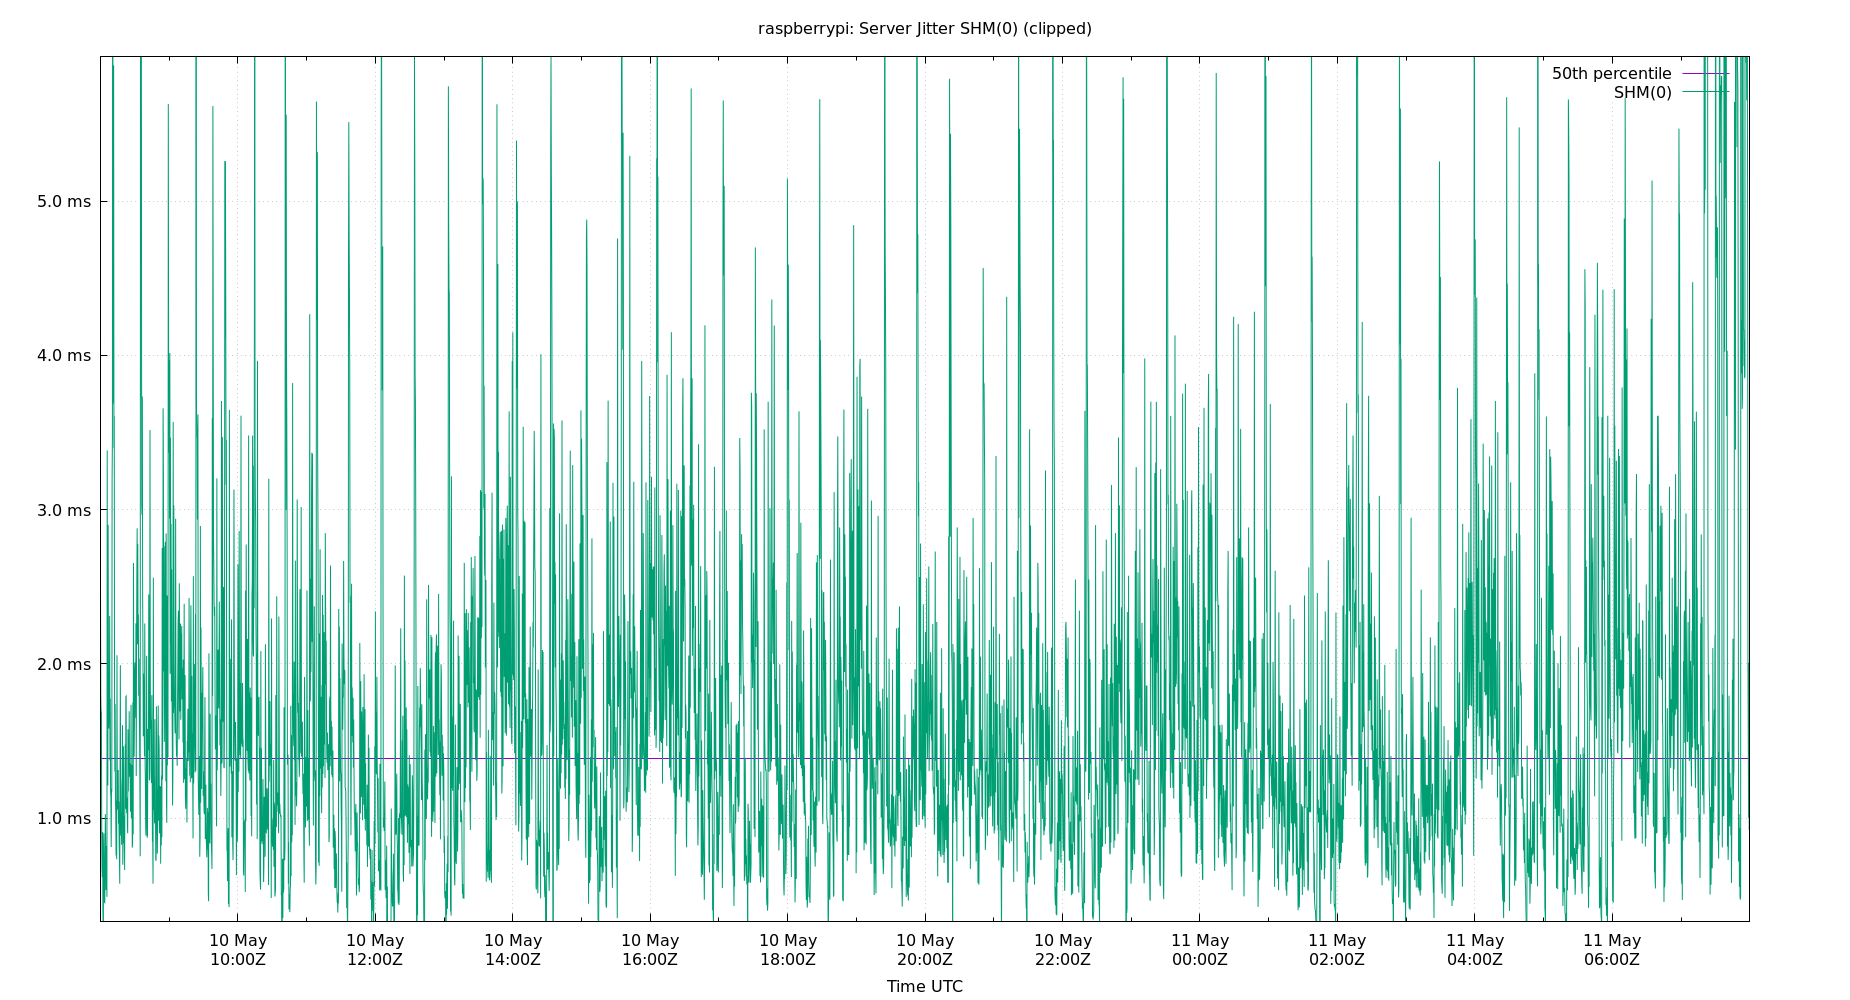 raspberrypi: Server Jitter SHM(0) (clipped)
50th percentile
SHM(0)
5.0 ms
4.0 ms
3.0 ms
2.0 ms
1.0 ms
10 May 10 May 10 May 10 May 10 May 10 May 10 May 11 May 11 May 11 May 11 May
10:00Z 12:00Z 14:00Z 16:00Z 18:00Z 20:00Z 22:00Z 00:00Z 02:00Z 04:00Z 06:00Z
Time UTC